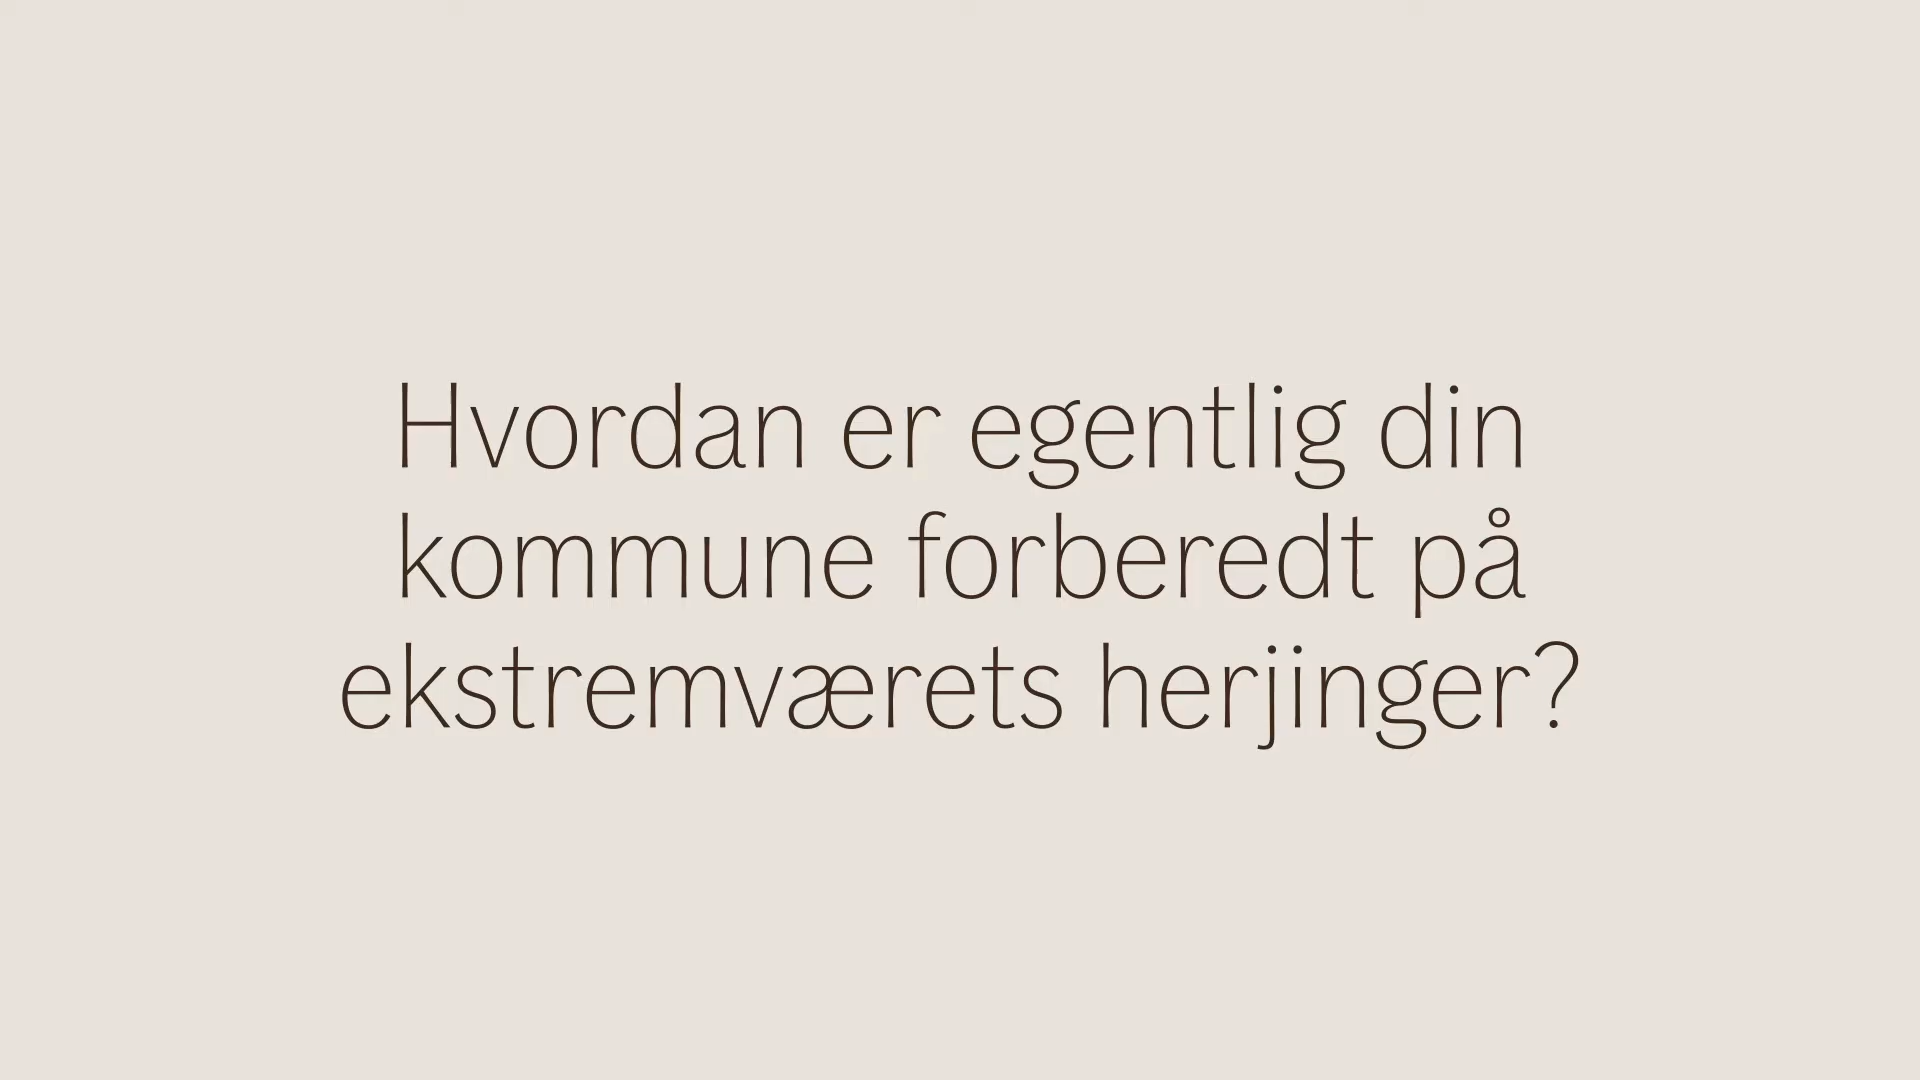 Hvordan er egentlig din
kommune forberedt på
ekstremværets herjinger?